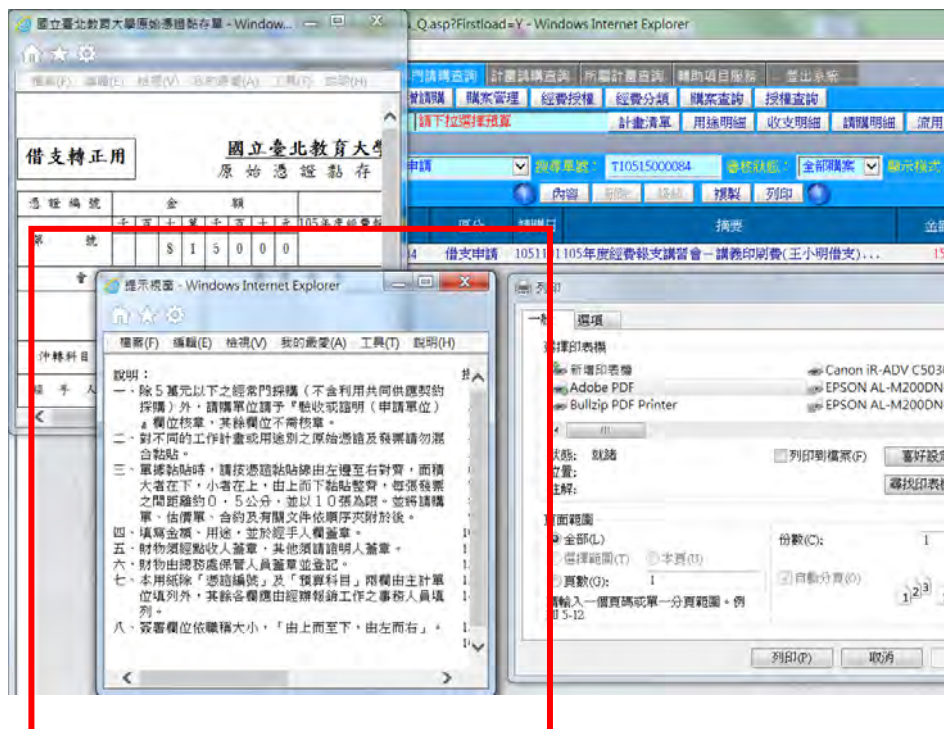 國立臺北教育大學原始憑證黏存單 - Window...
_Q.asp?Firstload=Y - Windows Internet Explorer
檔案(F) 編輯(E) 檢視(V) 我的最愛(A) 工具(T) 說明(H)
門請購查詢 計畫請購查詢 所屬計畫查詢 輔助項目服務 登出系統
購案管理 經費授權 經費分類 購案查詢 授權查詢
請下拉選擇預算 計畫清單 用途明細 收支明細 請購明細 流用
借支轉正用
國立臺北教育大學
原始憑證黏存
申請 搜尋單號: T10515000084 審核狀態: 全部購案 顯示模式
內容 複製 列印
憑證編號 金額
千 百 十 萬 千 百 十 元 105年度經費報
第 號 8 1 5 0 0 0
請購日 摘要 金額
借支申請 1051101 105年度經費報支講習會－講義印刷費(王小明借支)... 15
會
沖轉科目
經手人
提示視窗 - Windows Internet Explorer
檔案(F) 編輯(E) 檢視(V) 我的最愛(A) 工具(T) 說明(H)
說明：
一、除５萬元以下之經常門採購（不含利用共同供應契約
採購）外，請購單位請予『驗收或證明（申請單位）
』欄位核章，其餘欄位不需核章。
二、對不同的工作計畫或用途別之原始憑證及發票請勿混
合黏貼。
三、單據黏貼時，請按憑證黏貼線由左邊至右對齊，面積
大者在下，小者在上，由上而下黏貼整齊，每張發票
之間距離約０．５公分，並以１０張為限。並將請購
單、估價單、合約及有關文件依順序夾附於後。
四、填寫金額、用途，並於經手人欄蓋章。
五、財物須經點收人蓋章，其他須請證明人蓋章。
六、財物由總務處保管人員蓋章並登記。
七、本用紙除「憑證編號」及「預算科目」兩欄由主計單
位填列外，其餘各欄應由經辦報銷工作之事務人員填
列。
八、簽署欄位依職稱大小，「由上而至下，由左而右」。
列印
一般 選項
選擇印表機
新增印表機
Adobe PDF
Bullzip PDF Printer
Canon iR-ADV C503
EPSON AL-M200DN
EPSON AL-M200DN
狀態: 就緒
位置:
註解:
列印到檔案(F) 喜好設定
尋找印表機
頁面範圍
全部(L)
選擇範圍(T) 本頁(U)
頁數(G): 1
請輸入一個頁碼或單一分頁範圍。例
如 5-12
份數(C): 1
自動分頁(O)
1 2 3
列印(P) 取消